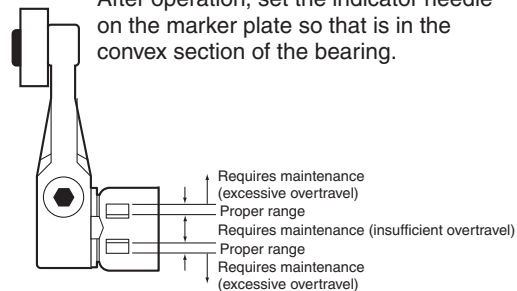 After operation, set the indicator needle
on the marker plate so that is in the
convex section of the bearing.
Requires maintenance
(excessive overtravel)
Proper range
Requires maintenance (insufficient overtravel)
Proper range
Requires maintenance
(excessive overtravel)